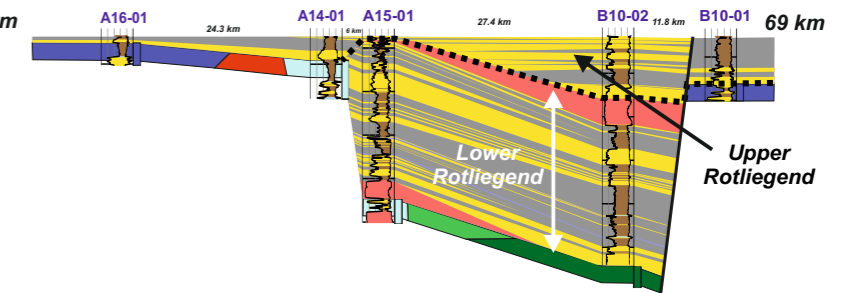 m
A16-01
24.3 km
A14-01
6 km
A15-01
27.4 km
B10-02
11.8 km
B10-01
69 km
Lower
Rotliegend
Upper
Rotliegend